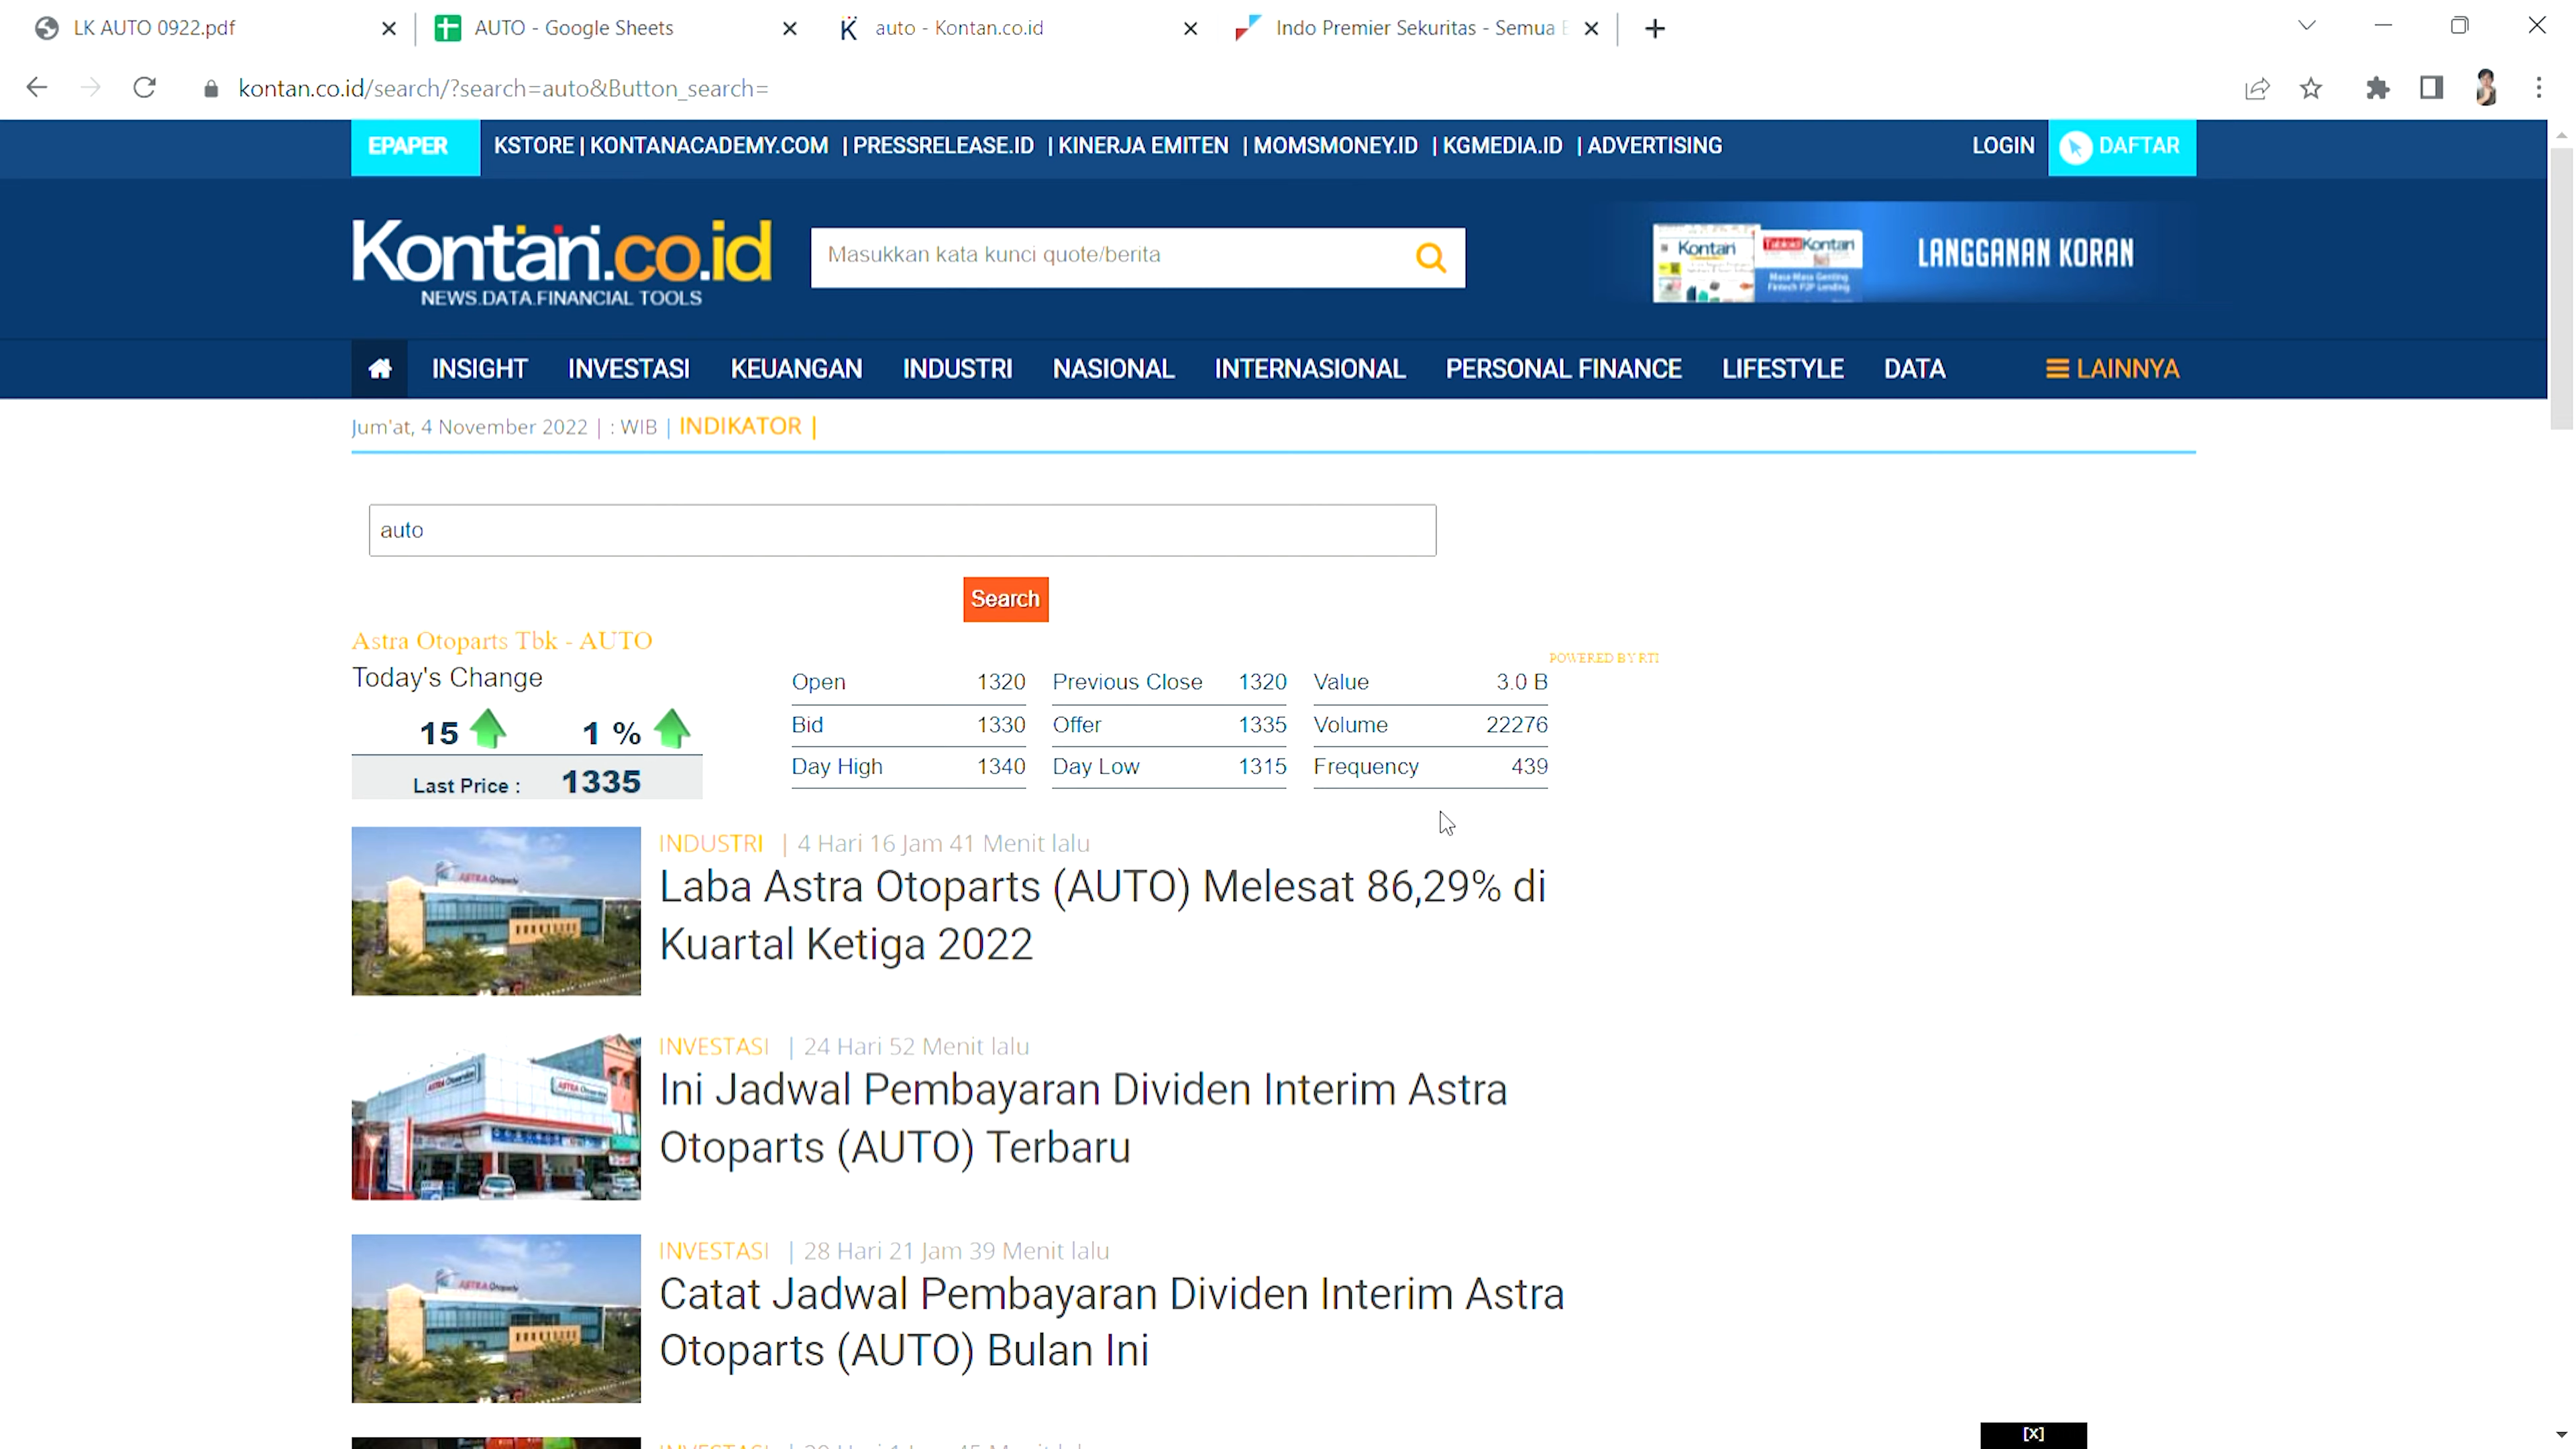 LK AUTO 0922.pdf
AUTO - Google Sheets
auto - Kontan.co.id
Indo Premier Sekuritas - Semua
kontan.co.id/search/?search=auto&Button_search=
EPAPER
KSTORE | KONTANACADEMY.COM | PRESSRELEASE.ID | KINERJA EMITEN | MOMSMONEY.ID | KGMEDIA.ID | ADVERTISING
LOGIN
DAFTAR
Kontan.co.id
NEWS.DATA.FINANCIAL TOOLS
Masukkan kata kunci quote/berita
Kontan
Tabloid Kontan
LANGGANAN KORAN
INSIGHT INVESTASI KEUANGAN INDUSTRI NASIONAL INTERNASIONAL PERSONAL FINANCE LIFESTYLE DATA LAINNYA
Jum'at, 4 November 2022 | : WIB | INDIKATOR |
auto
Search
Astra Otoparts Tbk - AUTO
POWERED BY RTI
Today's Change
15 1 %
Last Price : 1335
Open 1320 Previous Close 1320 Value 3.0 B
Bid 1330 Offer 1335 Volume 22276
Day High 1340 Day Low 1315 Frequency 439
INDUSTRI | 4 Hari 16 Jam 41 Menit lalu
Laba Astra Otoparts (AUTO) Melesat 86,29% di
Kuartal Ketiga 2022
INVESTASI | 24 Hari 52 Menit lalu
Ini Jadwal Pembayaran Dividen Interim Astra
Otoparts (AUTO) Terbaru
INVESTASI | 28 Hari 21 Jam 39 Menit lalu
Catat Jadwal Pembayaran Dividen Interim Astra
Otoparts (AUTO) Bulan Ini
[X]